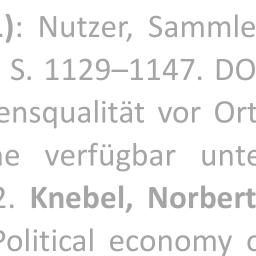 .): Nutzer, Sammle
S. 1129–1147. DO
ensqualität vor Ort
ne verfügbar unte
2. Knebel, Norbert
Political economy o